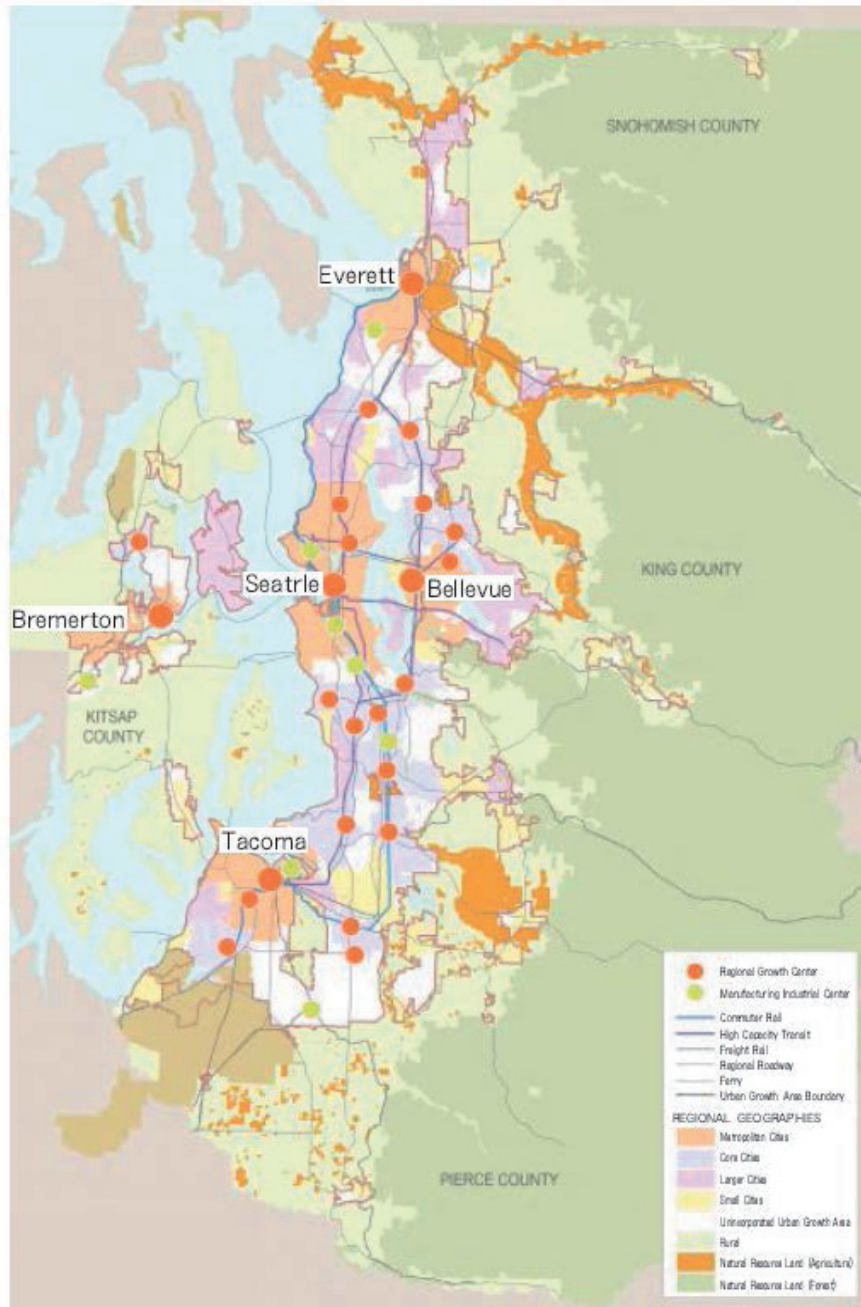 SNOHOMISH COUNTY
Everett
KING COUNTY
Seatrle
Bellevue
Bremerton
KITSAP
COUNTY
Tacoma
PIERCE COUNTY
Regional Growth Center
Manufacturing Industrial Center
Commuter Rail
High Capacity Transit
Freight Rail
Regional Roadway
Ferry
Urban Growth Area Boundary
REGIONAL GEOGRAPHIES
Metropolitan Cities
Core Cities
Larger Cities
Small Cities
Unincorporated Urban Growth Area
Rural
Natural Resource Land (Agriculture)
Natural Resource Land (Forest)